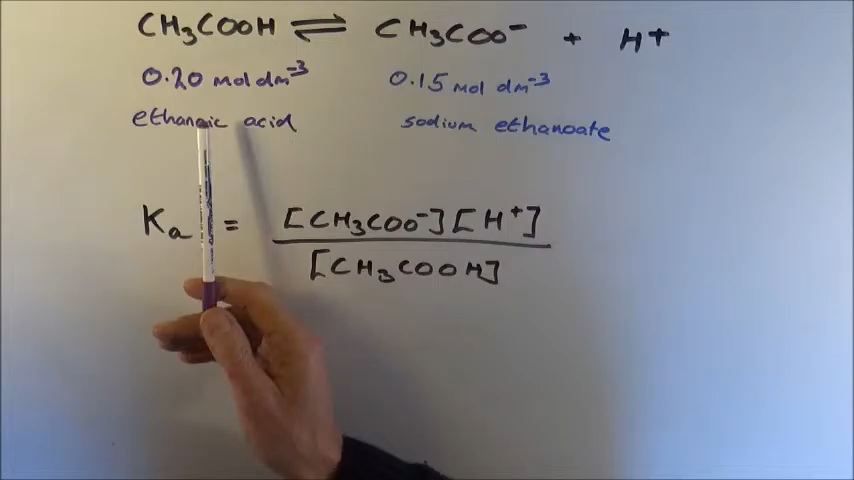 CH₃COOH ⇌ CH₃COO⁻ + H⁺
0.20 mol dm⁻³ 0.15 mol dm⁻³
ethanoic acid sodium ethanoate
Kₐ = [CH₃COO⁻][H⁺]
[CH₃COOH]